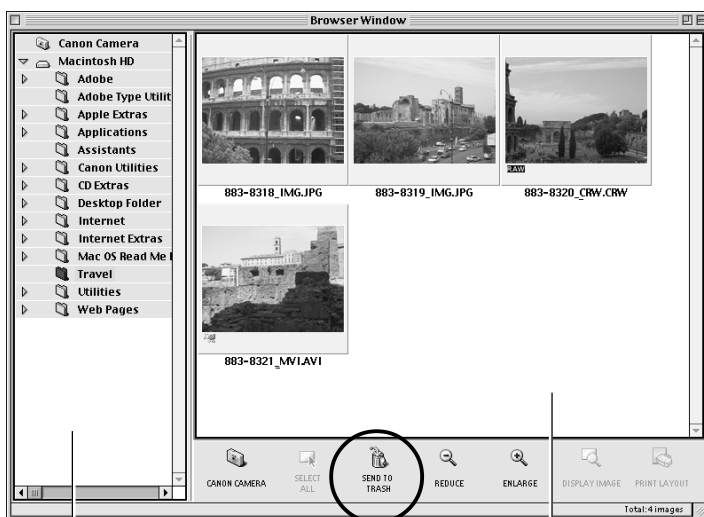 Browser Window
Canon Camera
Macintosh HD
Adobe
Adobe Type Utilit
Apple Extras
Applications
Assistants
Canon Utilities
CD Extras
Desktop Folder
Internet
Internet Extras
Mac OS Read Me
Travel
Utilities
Web Pages
883-8318_IMG.JPG
883-8319_IMG.JPG
RAW
883-8320_CRW.CRW
883-8321_MVI.AVI
CANON CAMERA
SELECT
ALL
SEND TO
TRASH
REDUCE
ENLARGE
DISPLAY IMAGE
PRINT LAYOUT
Total:4 images